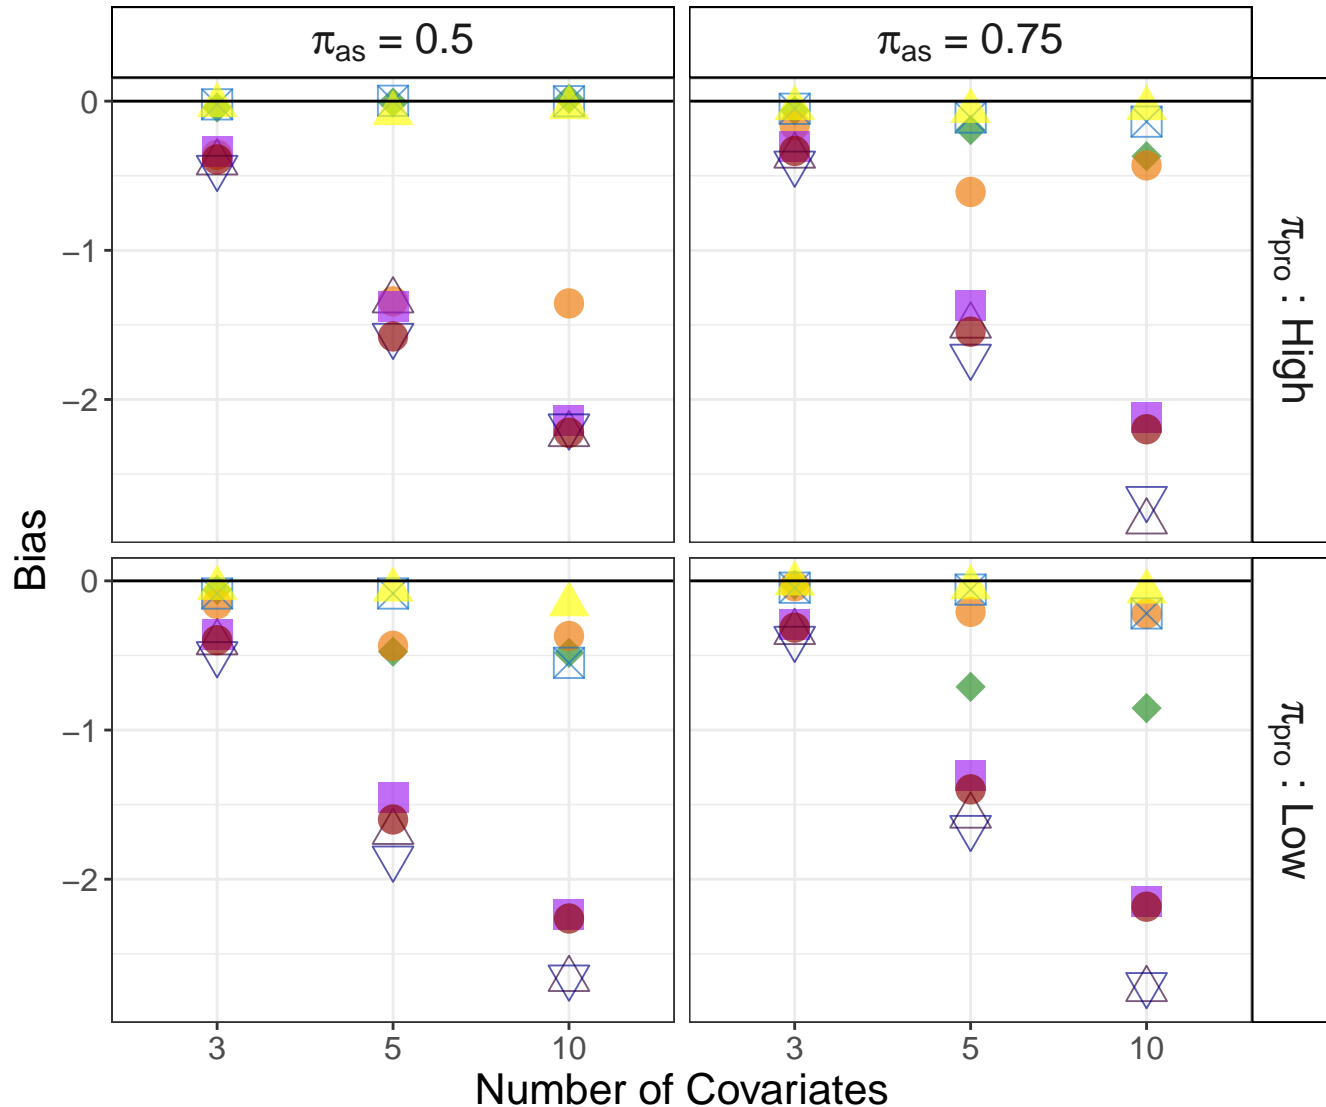 π_as = 0.5
π_as = 0.75
0
−1
−2
π_pro : High
Bias
0
−1
−2
π_pro : Low
3
5
10
3
5
10
Number of Covariates